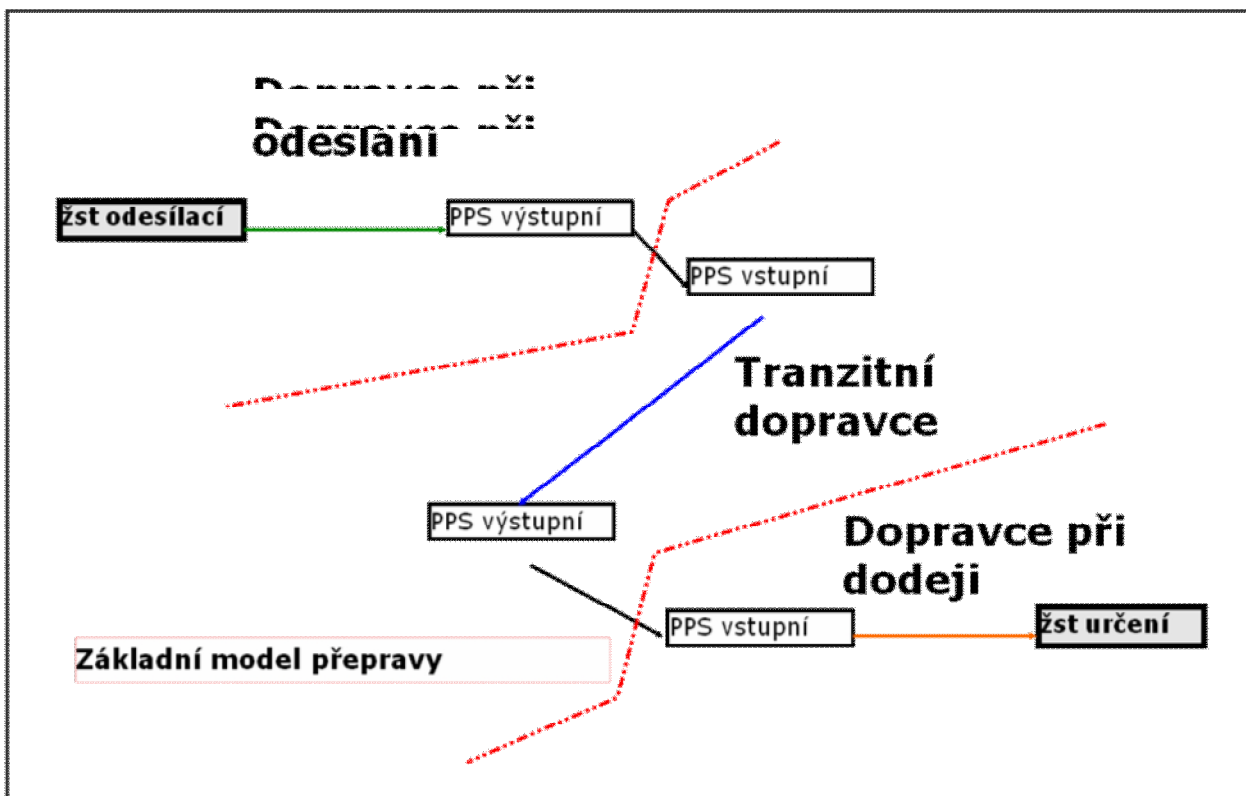 Dopravce při
odeslání
žst odesílací
PPS výstupní
PPS vstupní
Tranzitní
dopravce
PPS výstupní
Dopravce při
dodeji
PPS vstupní
žst určení
Základní model přepravy